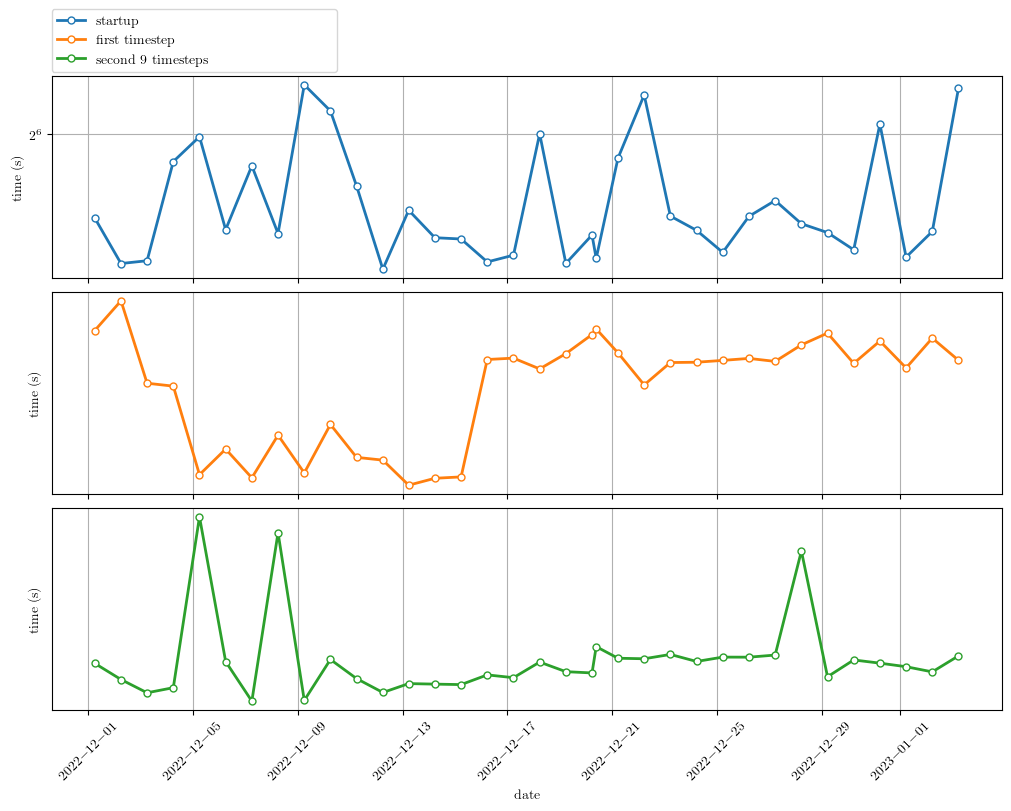 startup
first timestep
second 9 timesteps
2⁶
time (s)
time (s)
time (s)
2022−12−01
2022−12−05
2022−12−09
2022−12−13
2022−12−17
2022−12−21
2022−12−25
2022−12−29
2023−01−01
date